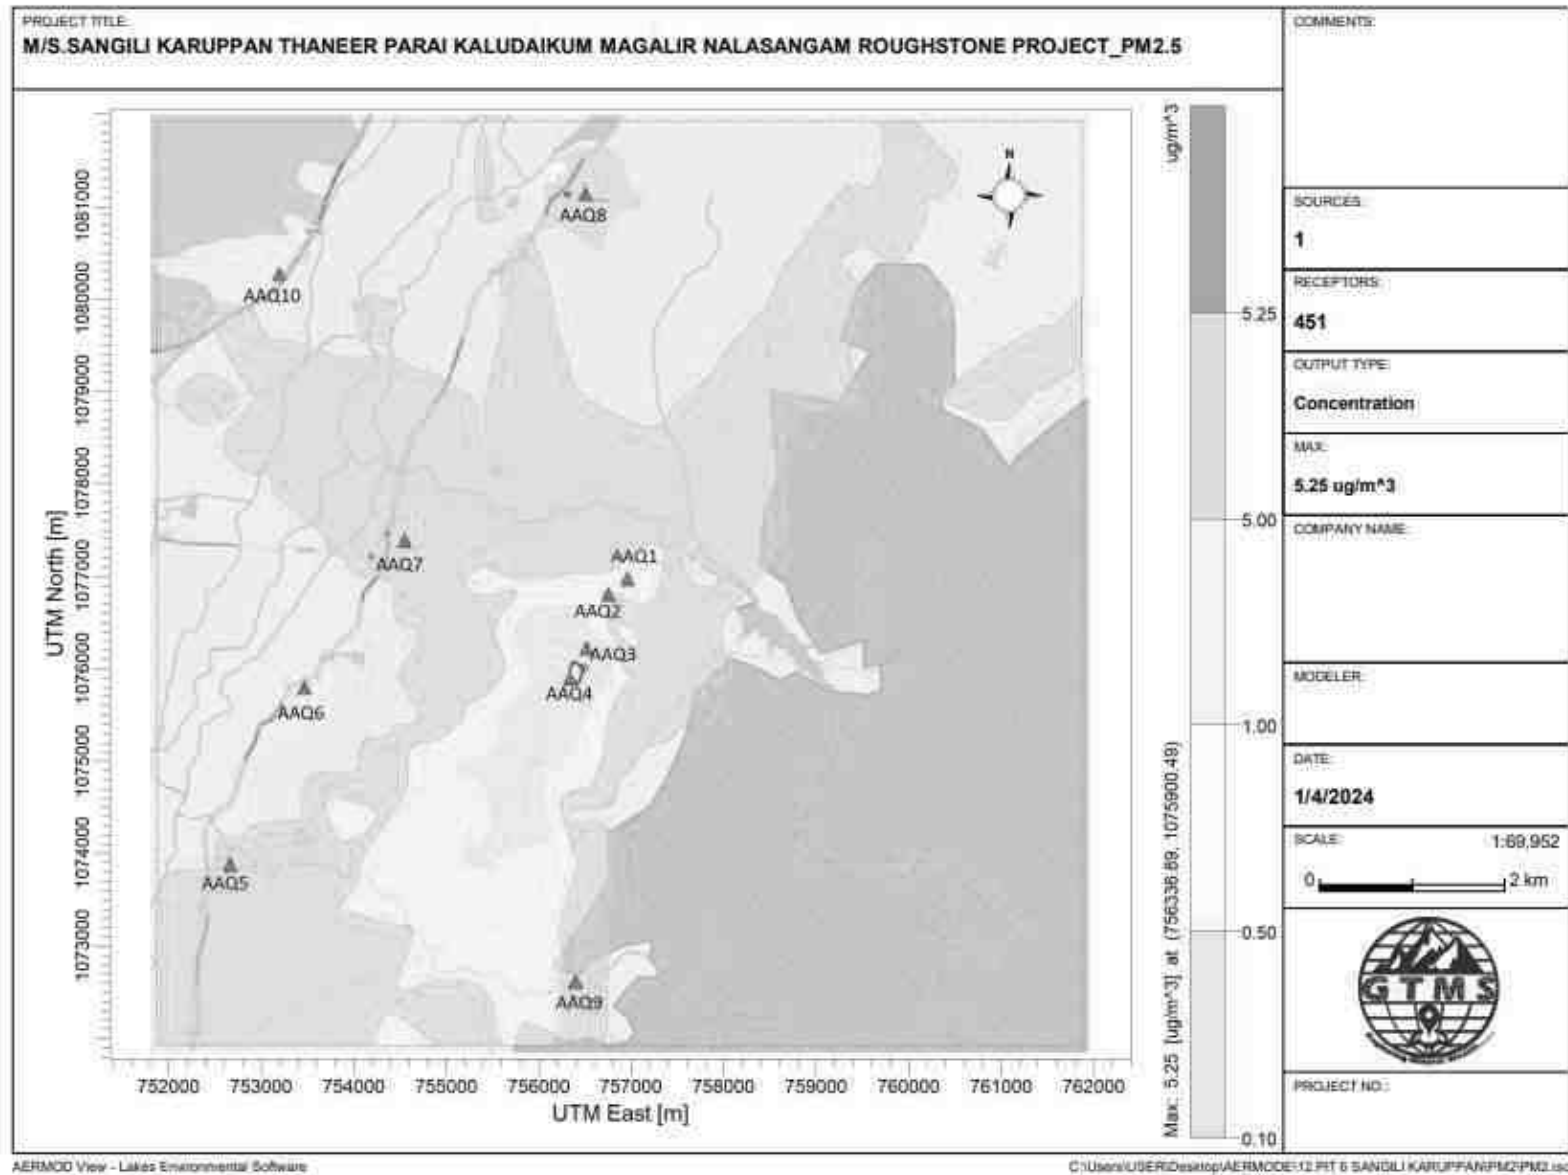 PROJECT TITLE:
M/S.SANGILI KARUPPAN THANEER PARAI KALUDAIKUM MAGALIR NALASANGAM ROUGHSTONE PROJECT_PM2.5
COMMENTS:
SOURCES:
1
RECEPTORS:
451
OUTPUT TYPE:
Concentration
MAX:
5.25 ug/m^3
COMPANY NAME:
MODELER:
DATE:
1/4/2024
SCALE:
1:69,952
0
2 km
GTMS
PROJECT NO.:
ug/m^3
5.25
5.00
1.00
0.50
0.10
Max: 5.25 [ug/m^3] at (756336.69, 1075900.49)
N
AAQ8
AAQ10
AAQ1
AAQ7
AAQ2
AAQ3
AAQ4
AAQ6
AAQ5
AAQ9
UTM North [m]
1081000
1080000
1079000
1078000
1077000
1076000
1075000
1074000
1073000
752000 753000 754000 755000 756000 757000 758000 759000 760000 761000 762000
UTM East [m]
AERMOD View - Lakes Environmental Software